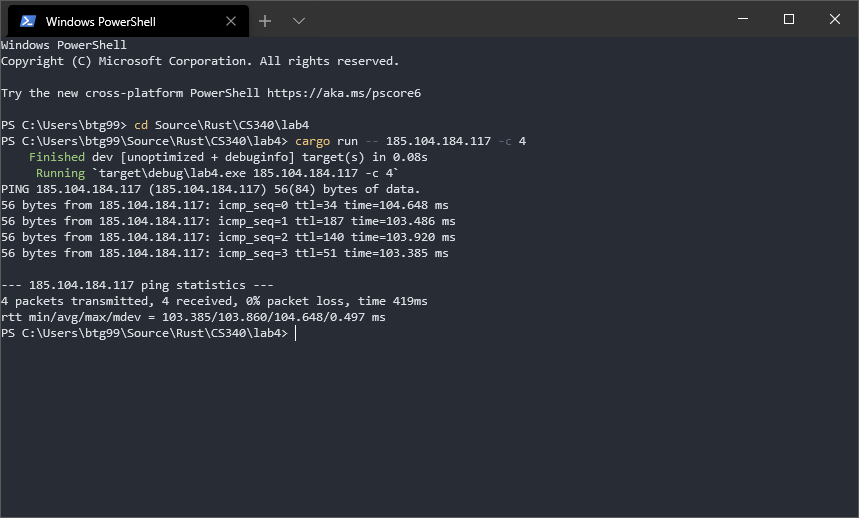 Windows PowerShell
Windows PowerShell
Copyright (C) Microsoft Corporation. All rights reserved.
Try the new cross-platform PowerShell https://aka.ms/pscore6
PS C:\Users\btg99> cd Source\Rust\CS340\lab4
PS C:\Users\btg99\Source\Rust\CS340\lab4> cargo run -- 185.104.184.117 -c 4
    Finished dev [unoptimized + debuginfo] target(s) in 0.08s
     Running `target\debug\lab4.exe 185.104.184.117 -c 4`
PING 185.104.184.117 (185.104.184.117) 56(84) bytes of data.
56 bytes from 185.104.184.117: icmp_seq=0 ttl=34 time=104.648 ms
56 bytes from 185.104.184.117: icmp_seq=1 ttl=187 time=103.486 ms
56 bytes from 185.104.184.117: icmp_seq=2 ttl=140 time=103.920 ms
56 bytes from 185.104.184.117: icmp_seq=3 ttl=51 time=103.385 ms
--- 185.104.184.117 ping statistics ---
4 packets transmitted, 4 received, 0% packet loss, time 419ms
rtt min/avg/max/mdev = 103.385/103.860/104.648/0.497 ms
PS C:\Users\btg99\Source\Rust\CS340\lab4>